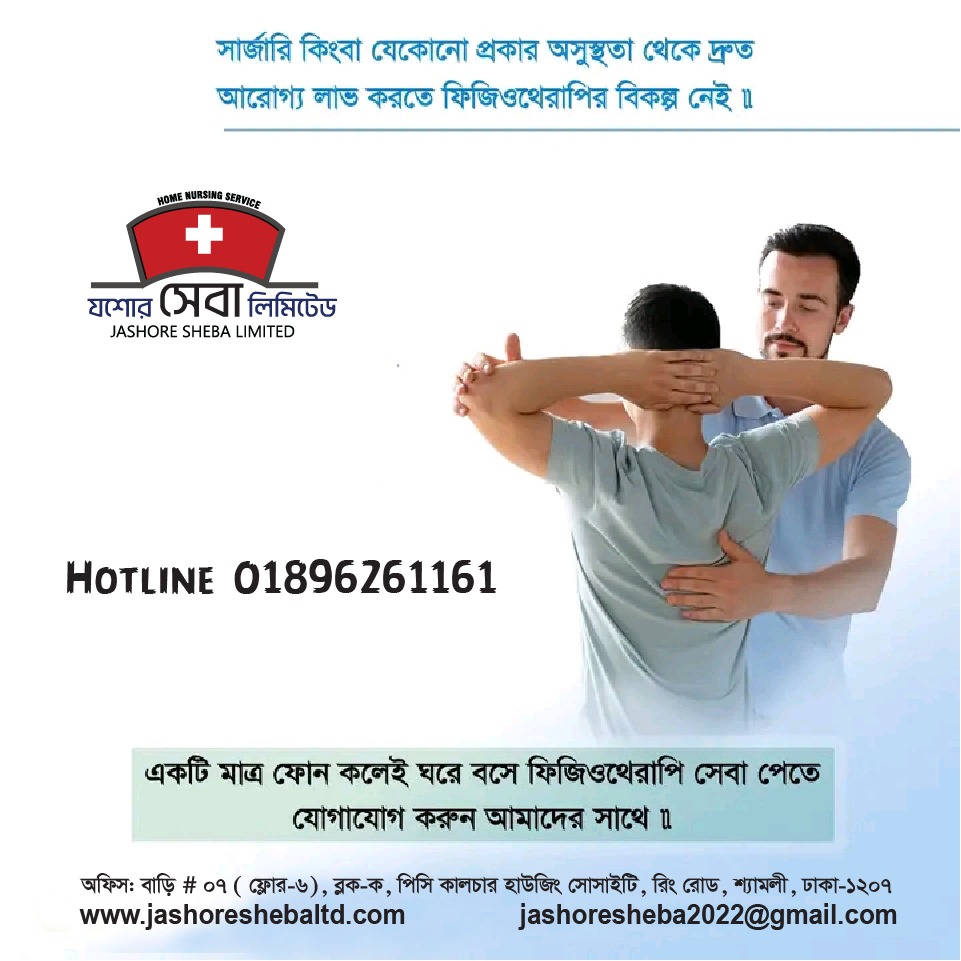 সার্জারি কিংবা যেকোনো প্রকার অসুস্থতা থেকে দ্রুত
আরোগ্য লাভ করতে ফিজিওথেরাপির বিকল্প নেই ॥
HOME NURSING SERVICE
যশোর সেবা লিমিটেড
JASHORE SHEBA LIMITED
HOTLINE 01896261161
একটি মাত্র ফোন কলেই ঘরে বসে ফিজিওথেরাপি সেবা পেতে
যোগাযোগ করুন আমাদের সাথে ॥
অফিস: বাড়ি # ০৭ ( ফ্লোর-৬), ব্লক-ক, পিসি কালচার হাউজিং সোসাইটি, রিং রোড, শ্যামলী, ঢাকা-১২০৭
www.jashoreshebaltd.com
jashoresheba2022@gmail.com